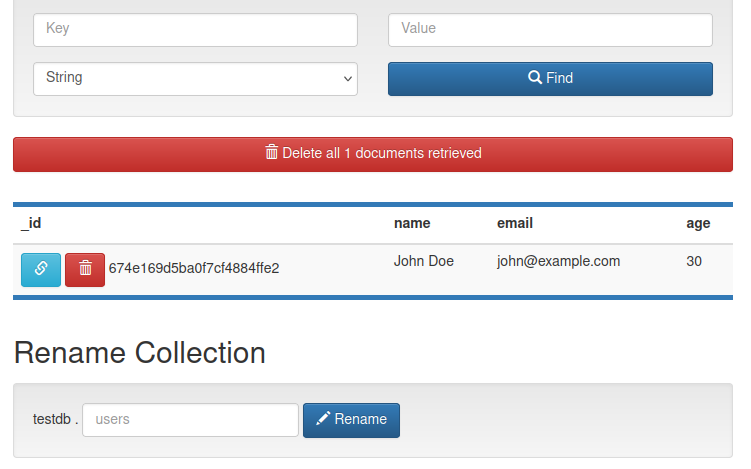 Key Value
String Find
Delete all 1 documents retrieved
_id name email age
674e169d5ba0f7cf4884ffe2 John Doe john@example.com 30
Rename Collection
testdb . users Rename